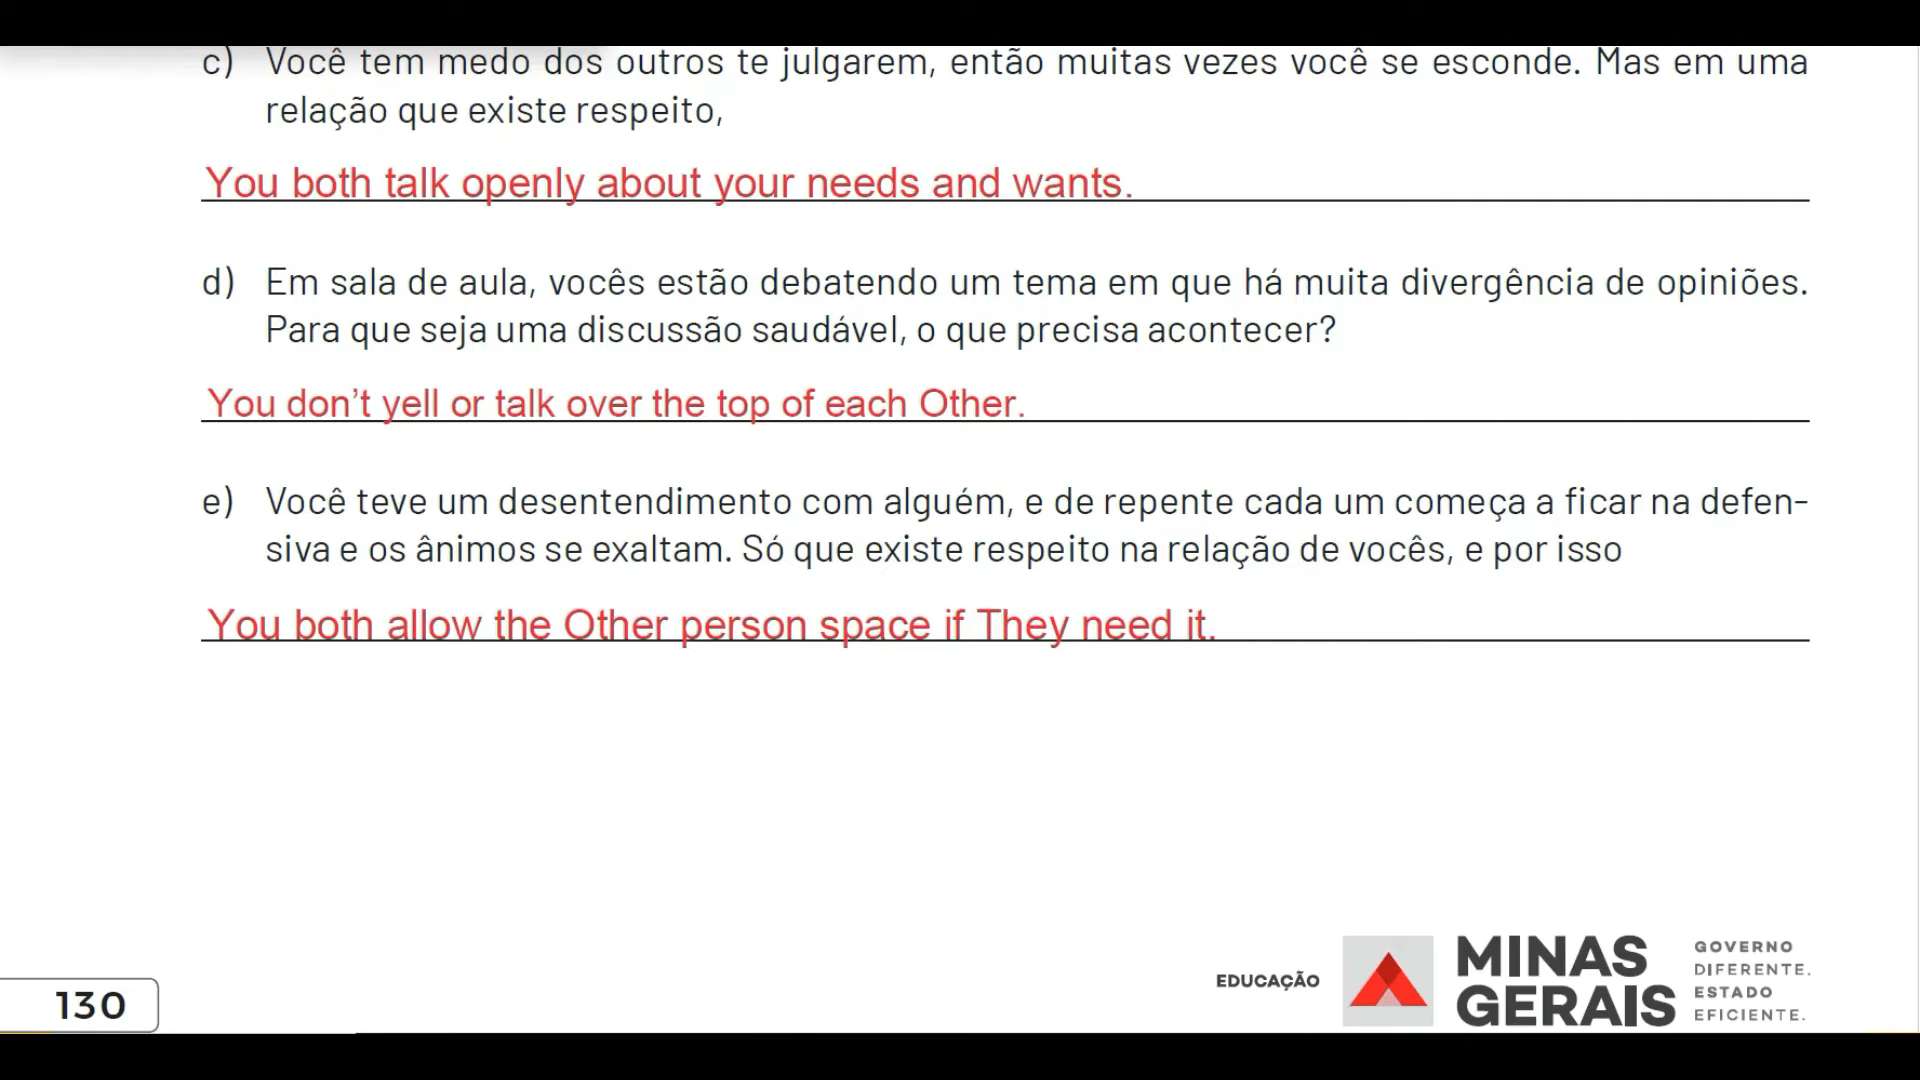 c) Você tem medo dos outros te julgarem, então muitas vezes você se esconde. Mas em uma
relação que existe respeito,
You both talk openly about your needs and wants.
d) Em sala de aula, vocês estão debatendo um tema em que há muita divergência de opiniões.
Para que seja uma discussão saudável, o que precisa acontecer?
You don’t yell or talk over the top of each Other.
e) Você teve um desentendimento com alguém, e de repente cada um começa a ficar na defen-
siva e os ânimos se exaltam. Só que existe respeito na relação de vocês, e por isso
You both allow the Other person space if They need it.
130
EDUCAÇÃO
MINAS
GERAIS
GOVERNO
DIFERENTE.
ESTADO
EFICIENTE.